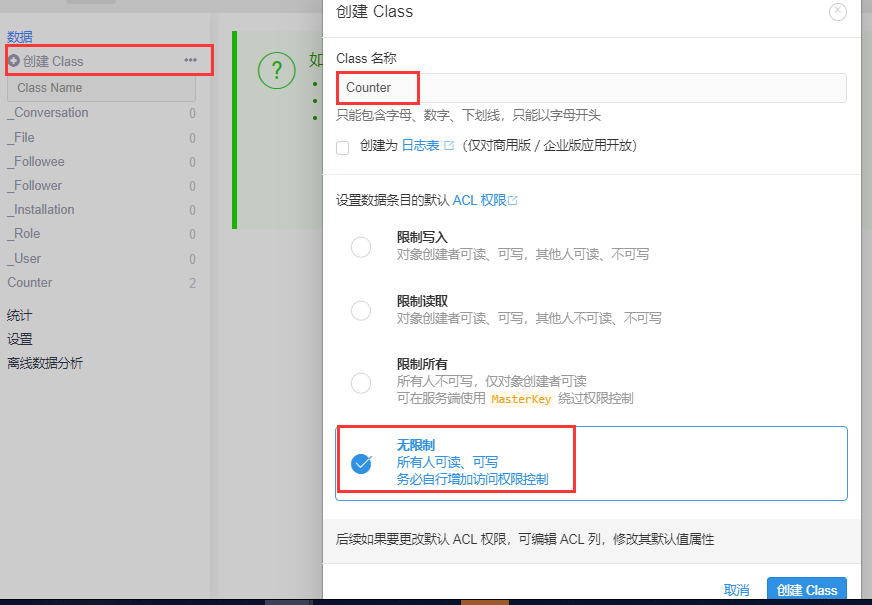 数据
创建 Class
Class Name
_Conversation 0
_File 0
_Followee 0
_Follower 0
_Installation 0
_Role 0
_User 0
Counter 2
统计
设置
离线数据分析
?
如
创建 Class
Class 名称
Counter
只能包含字母、数字、下划线，只能以字母开头
创建为 日志表 （仅对商用版 / 企业版应用开放）
设置数据条目的默认 ACL 权限
限制写入
对象创建者可读、可写，其他人可读、不可写
限制读取
对象创建者可读、可写，其他人不可读、不可写
限制所有
所有人不可写，仅对象创建者可读
可在服务端使用 MasterKey 绕过权限控制
无限制
所有人可读、可写
务必自行增加访问权限控制
后续如果要更改默认 ACL 权限，可编辑 ACL 列，修改其默认值属性
取消
创建 Class